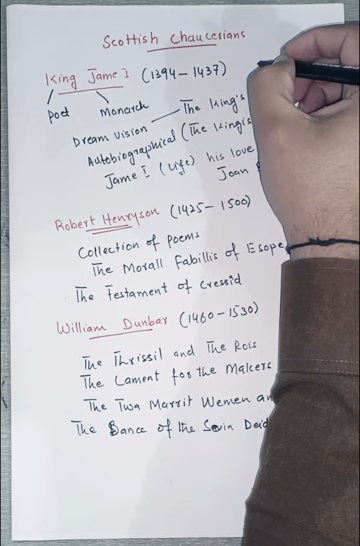 Scottish Chaucerians
King Jame I (1394-1437)
Poet Monarch
Dream Vision The King's
Autobiographical (The Kingis
Jame I (Life) his love
Joan
Robert Henryson (1425-1500)
Collection of poems
The Morall Fabillis of Esope
The Testament of Cressid
William Dunbar (1460-1530)
The Thrissil and The Rois
The Lament for the Makers
The Twa Marrit Wemen an
The Dance of the Sevin Deid